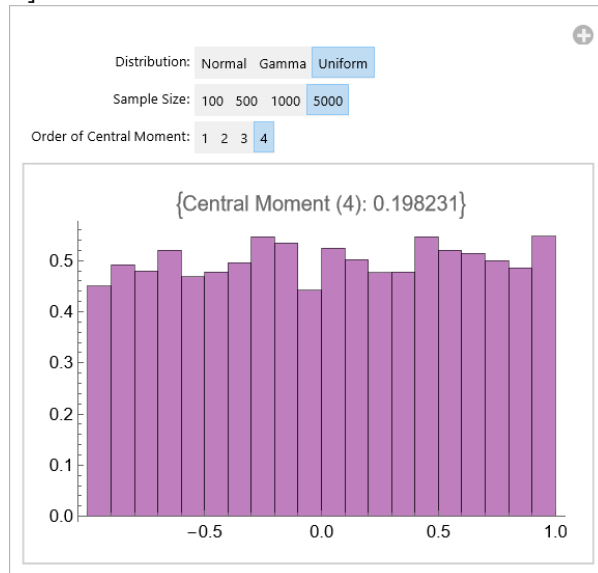 ]
Distribution: Normal Gamma Uniform
Sample Size: 100 500 1000 5000
Order of Central Moment: 1 2 3 4
{Central Moment (4): 0.198231}
0.5
0.4
0.3
0.2
0.1
0.0
−0.5 0.0 0.5 1.0